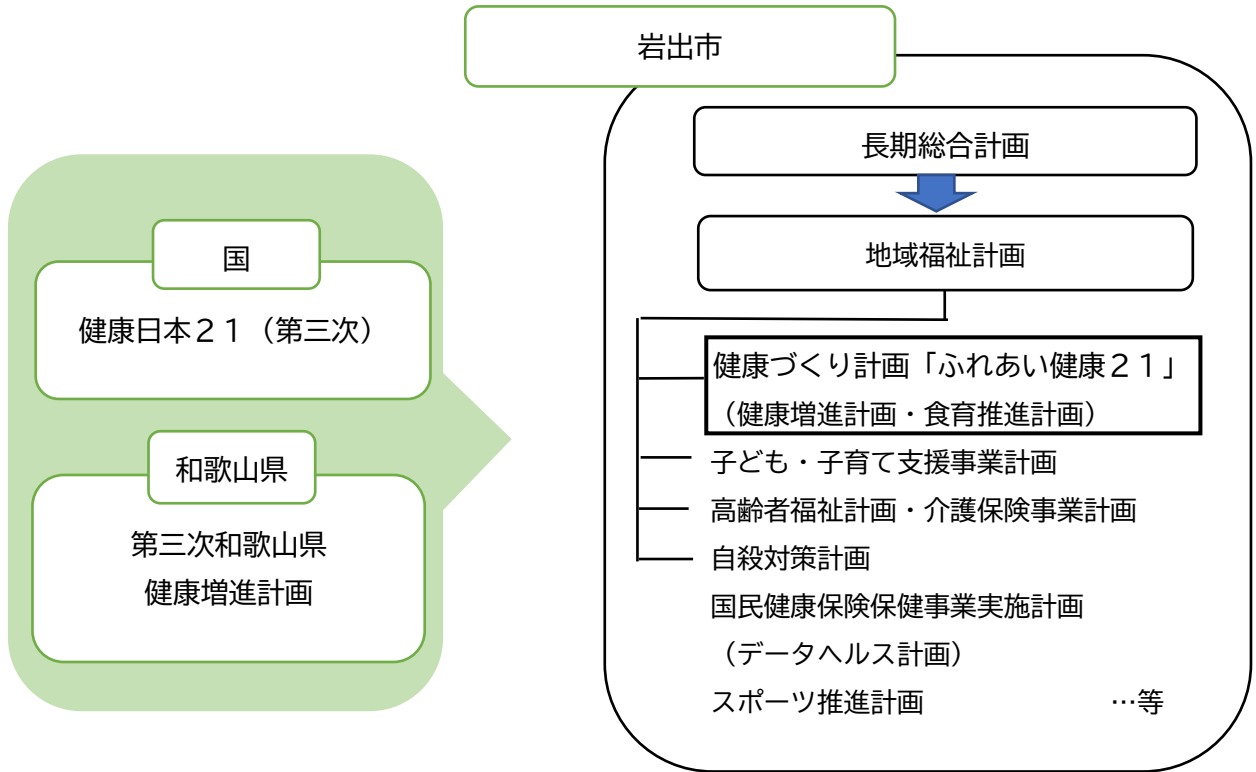 岩出市
長期総合計画
地域福祉計画
国
健康日本２１（第三次）
和歌山県
第三次和歌山県
健康増進計画
健康づくり計画「ふれあい健康２１」
（健康増進計画・食育推進計画）
子ども・子育て支援事業計画
高齢者福祉計画・介護保険事業計画
自殺対策計画
国民健康保険保健事業実施計画
（データヘルス計画）
スポーツ推進計画　　　　　　　…等